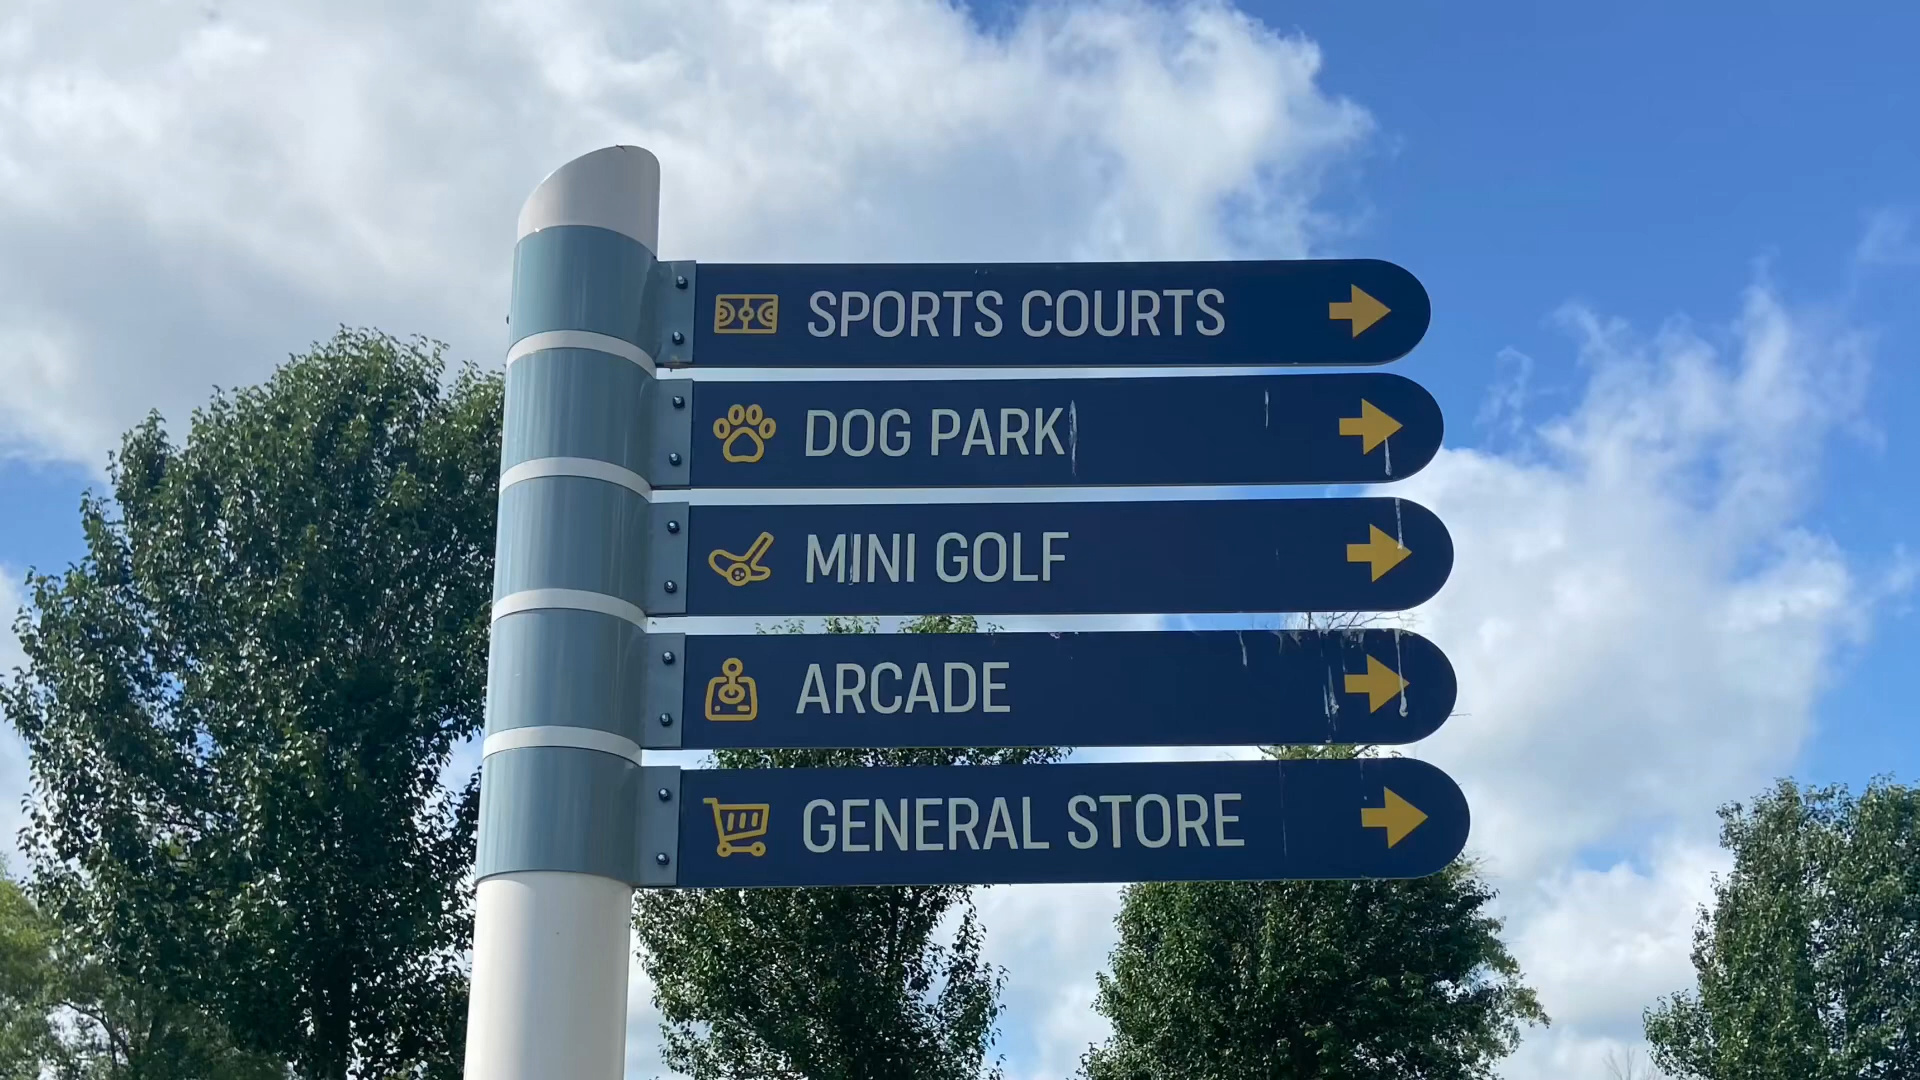 SPORTS COURTS
DOG PARK
MINI GOLF
ARCADE
GENERAL STORE